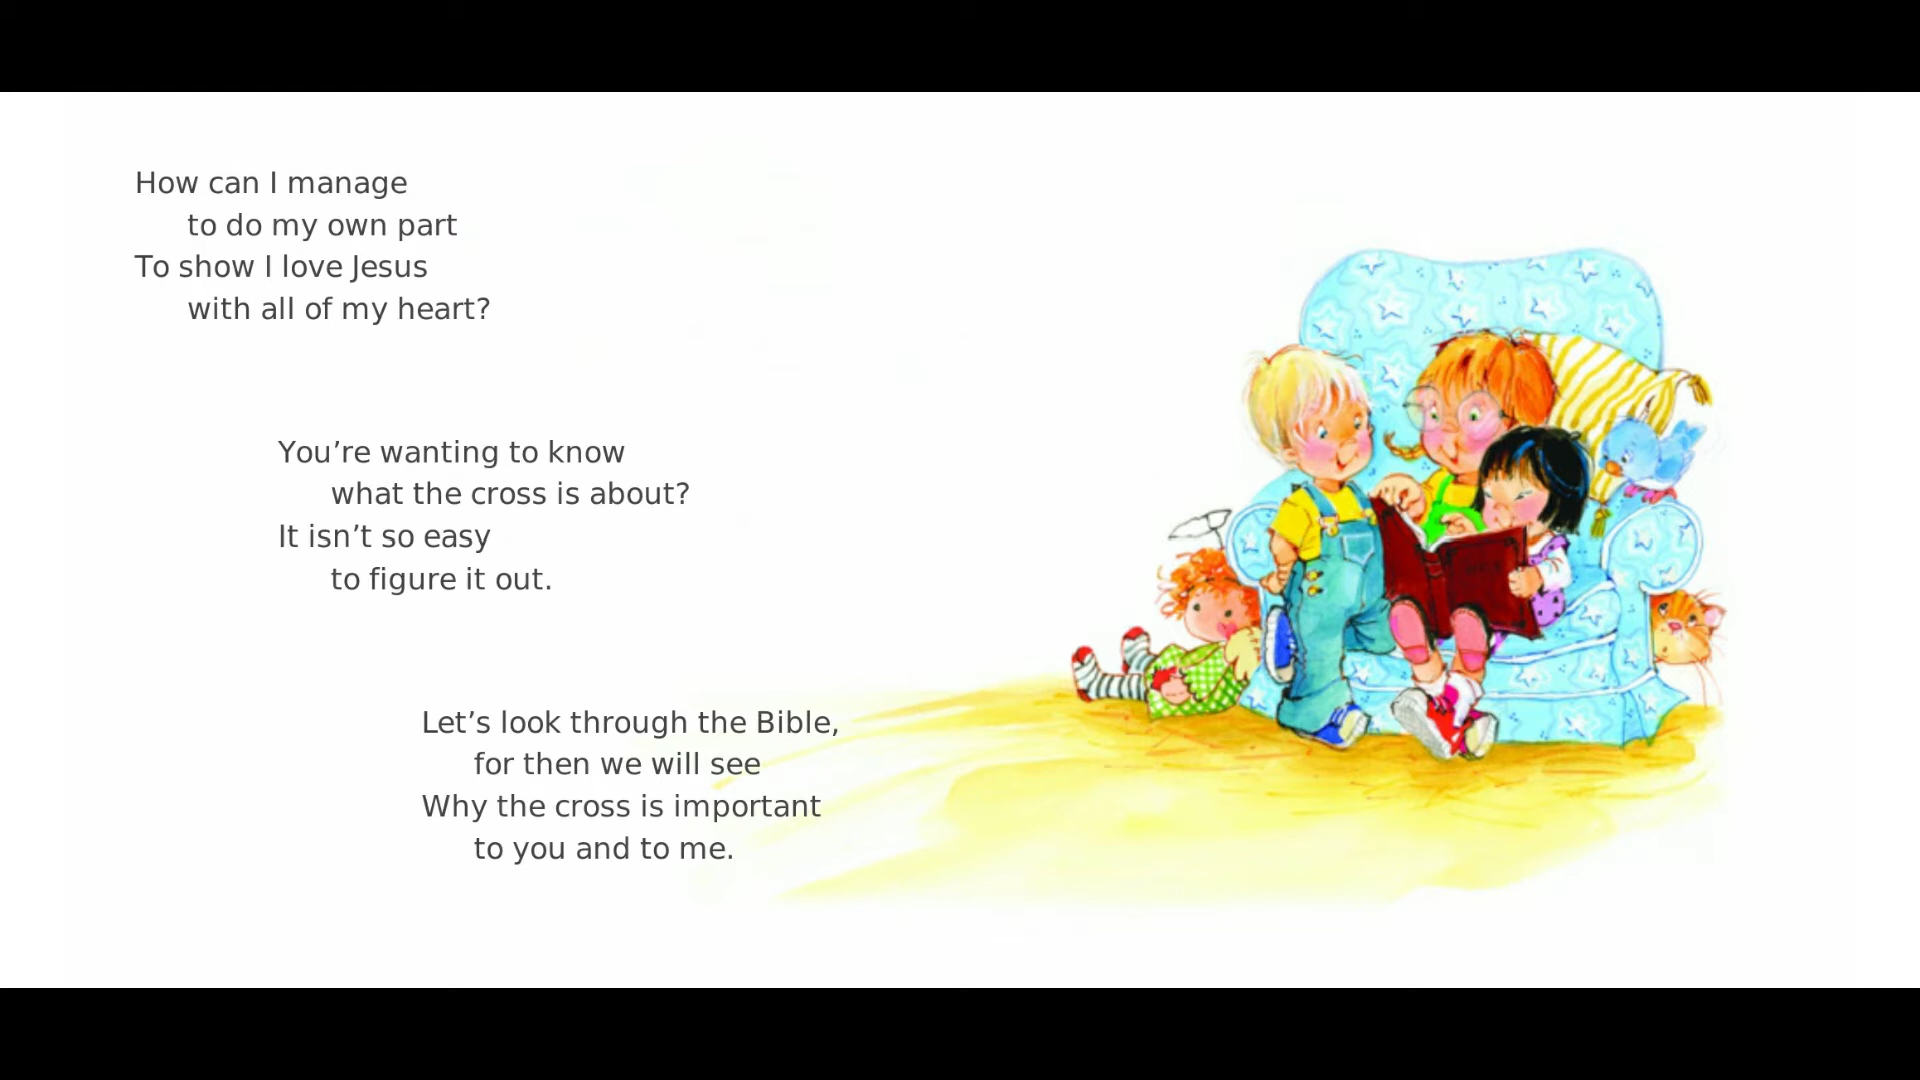 How can I manage
to do my own part
To show I love Jesus
with all of my heart?
You’re wanting to know
what the cross is about?
It isn’t so easy
to figure it out.
Let’s look through the Bible,
for then we will see
Why the cross is important
to you and to me.